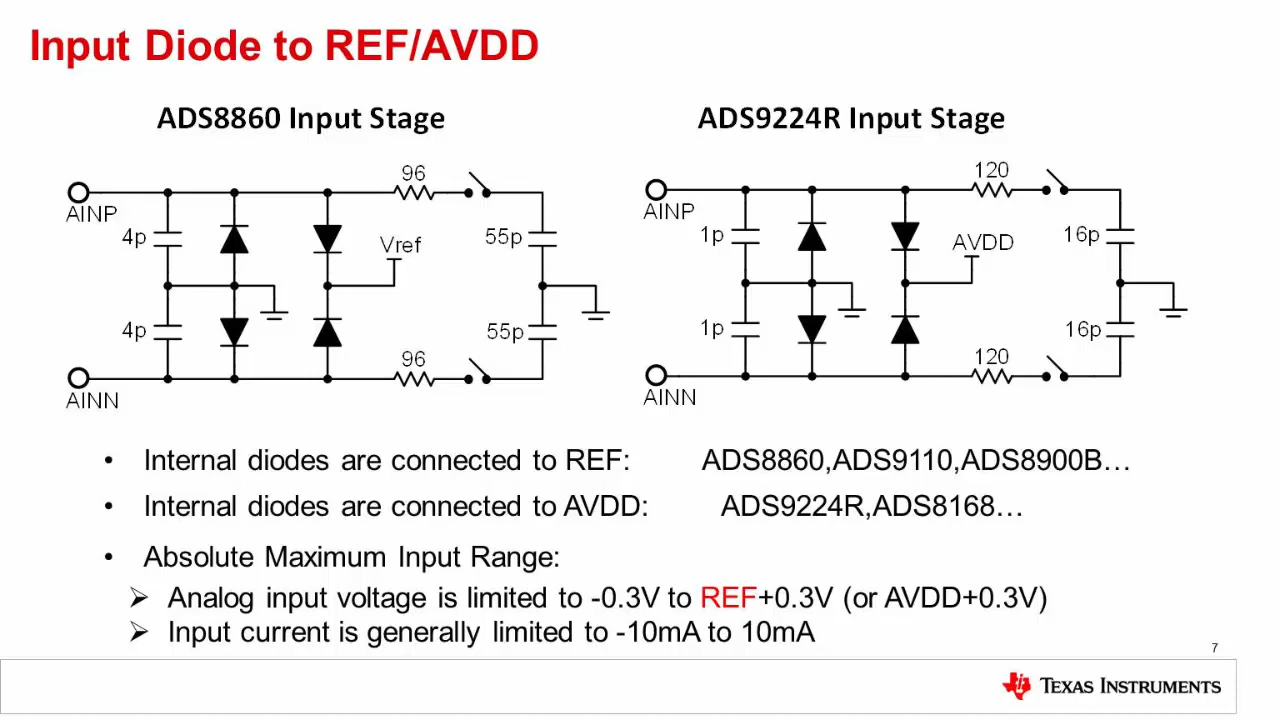 Input Diode to REF/AVDD
ADS8860 Input Stage
ADS9224R Input Stage
AINP
4p
96
Vref
55p
4p
55p
96
AINN
AINP
1p
120
AVDD
16p
1p
16p
120
AINN
• Internal diodes are connected to REF: ADS8860,ADS9110,ADS8900B…
• Internal diodes are connected to AVDD: ADS9224R,ADS8168…
• Absolute Maximum Input Range:
➢ Analog input voltage is limited to -0.3V to REF+0.3V (or AVDD+0.3V)
➢ Input current is generally limited to -10mA to 10mA
7
TEXAS INSTRUMENTS